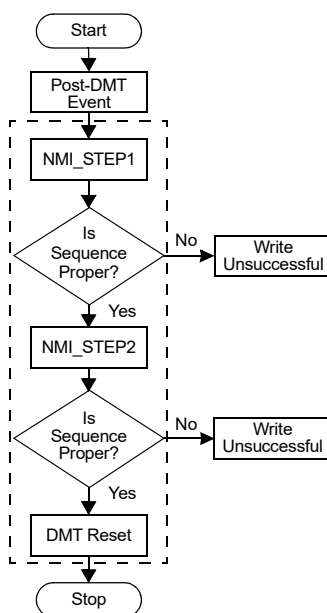 Start
Post-DMT
Event
NMI_STEP1
Is
Sequence
Proper?
No
Write
Unsuccessful
Yes
NMI_STEP2
Is
Sequence
Proper?
No
Write
Unsuccessful
Yes
DMT Reset
Stop